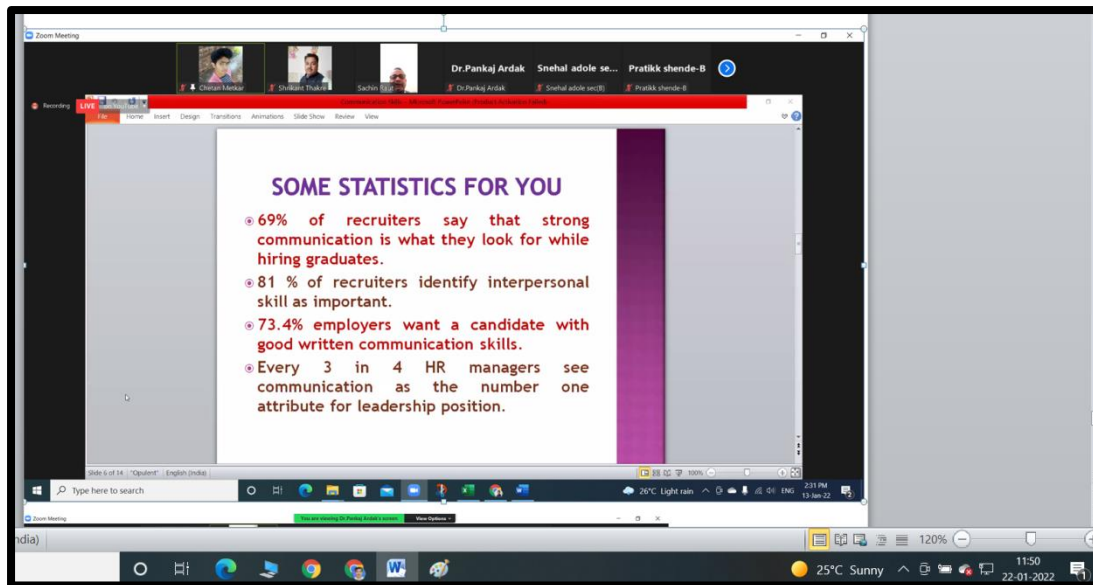 Zoom Meeting
Dr.Pankaj Ardak Snehal adole se... Pratikk shende-B
Chetan Metkar Shrikant Thakre Sachin Raut Dr.Pankaj Ardak Snehal adole sec(B) Pratikk shende-B
Recording LIVE
File Home Insert Design Transitions Animations Slide Show Review View
SOME STATISTICS FOR YOU
69% of recruiters say that strong
communication is what they look for while
hiring graduates.
81 % of recruiters identify interpersonal
skill as important.
73.4% employers want a candidate with
good written communication skills.
Every 3 in 4 HR managers see
communication as the number one
attribute for leadership position.
Slide 6 of 14 "Opulent" English (India) 100%
Type here to search 26°C Light rain ENG 2:31 PM
13-Jan-22
Zoom Meeting You are viewing Dr.Pankaj Ardak's screen View Options
ndia) 120%
25°C Sunny 11:50
22-01-2022